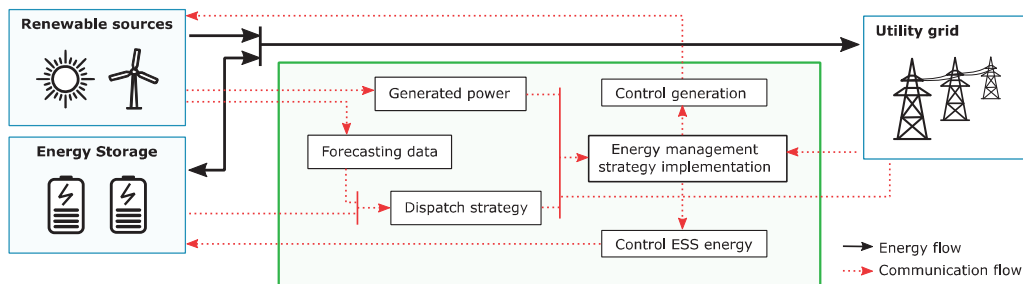 Renewable sources
Utility grid
Generated power
Control generation
Energy Storage
Forecasting data
Energy management
strategy implementation
Dispatch strategy
Control ESS energy
Energy flow
Communication flow